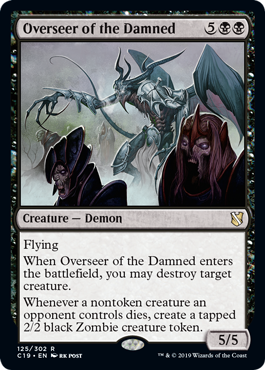 Overseer of the Damned 5
Creature — Demon
Flying
When Overseer of the Damned enters
the battlefield, you may destroy target
creature.
Whenever a nontoken creature an
opponent controls dies, create a tapped
2/2 black Zombie creature token.
5/5
125/302 R
C19 • EN RK POST
™ & © 2019 Wizards of the Coast